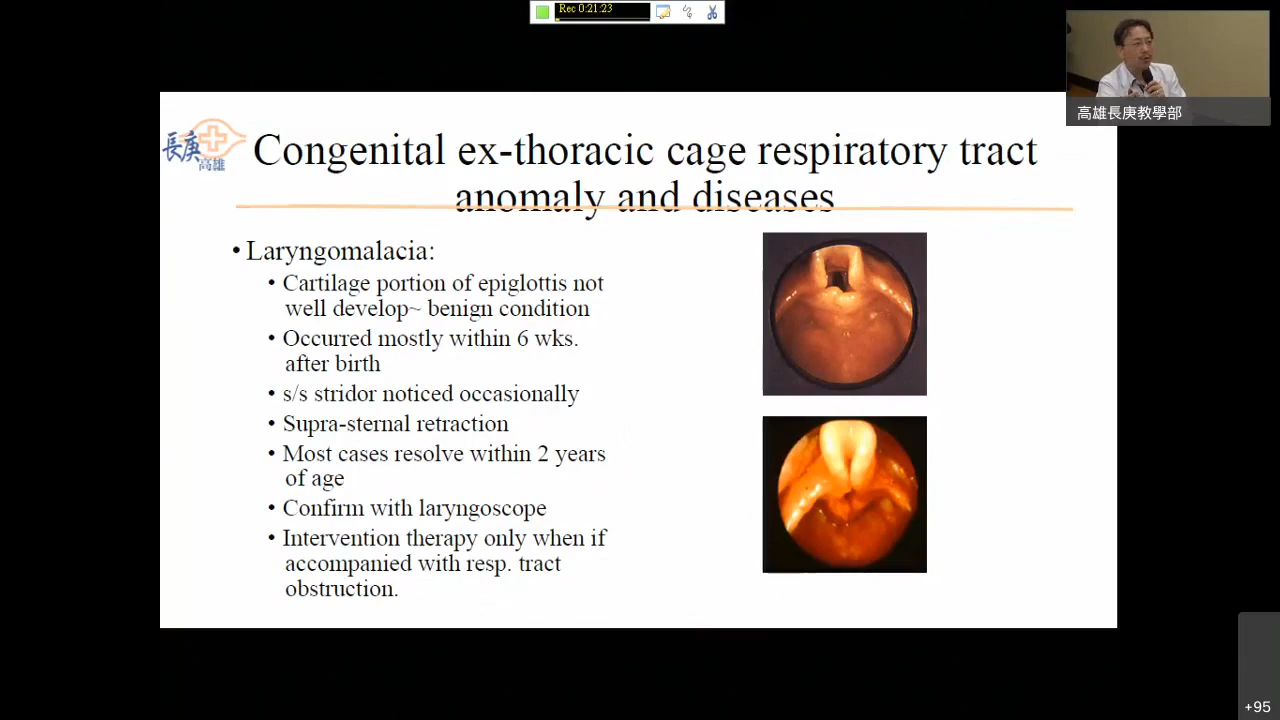 Rec 0:21:23
高雄長庚教學部
長庚
高雄
Congenital ex-thoracic cage respiratory tract
anomaly and diseases
• Laryngomalacia:
• Cartilage portion of epiglottis not
well develop~ benign condition
• Occurred mostly within 6 wks.
after birth
• s/s stridor noticed occasionally
• Supra-sternal retraction
• Most cases resolve within 2 years
of age
• Confirm with laryngoscope
• Intervention therapy only when if
accompanied with resp. tract
obstruction.
+95